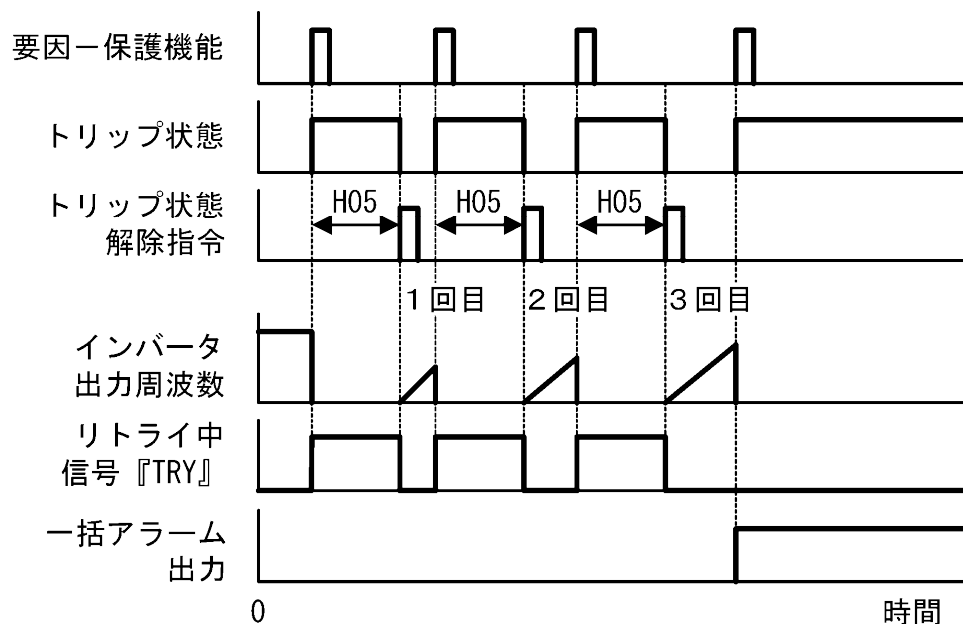 要因－保護機能
トリップ状態
トリップ状態
解除指令
H05
H05
H05
1回目
2回目
3回目
インバータ
出力周波数
リトライ中
信号『TRY』
一括アラーム
出力
0
時間